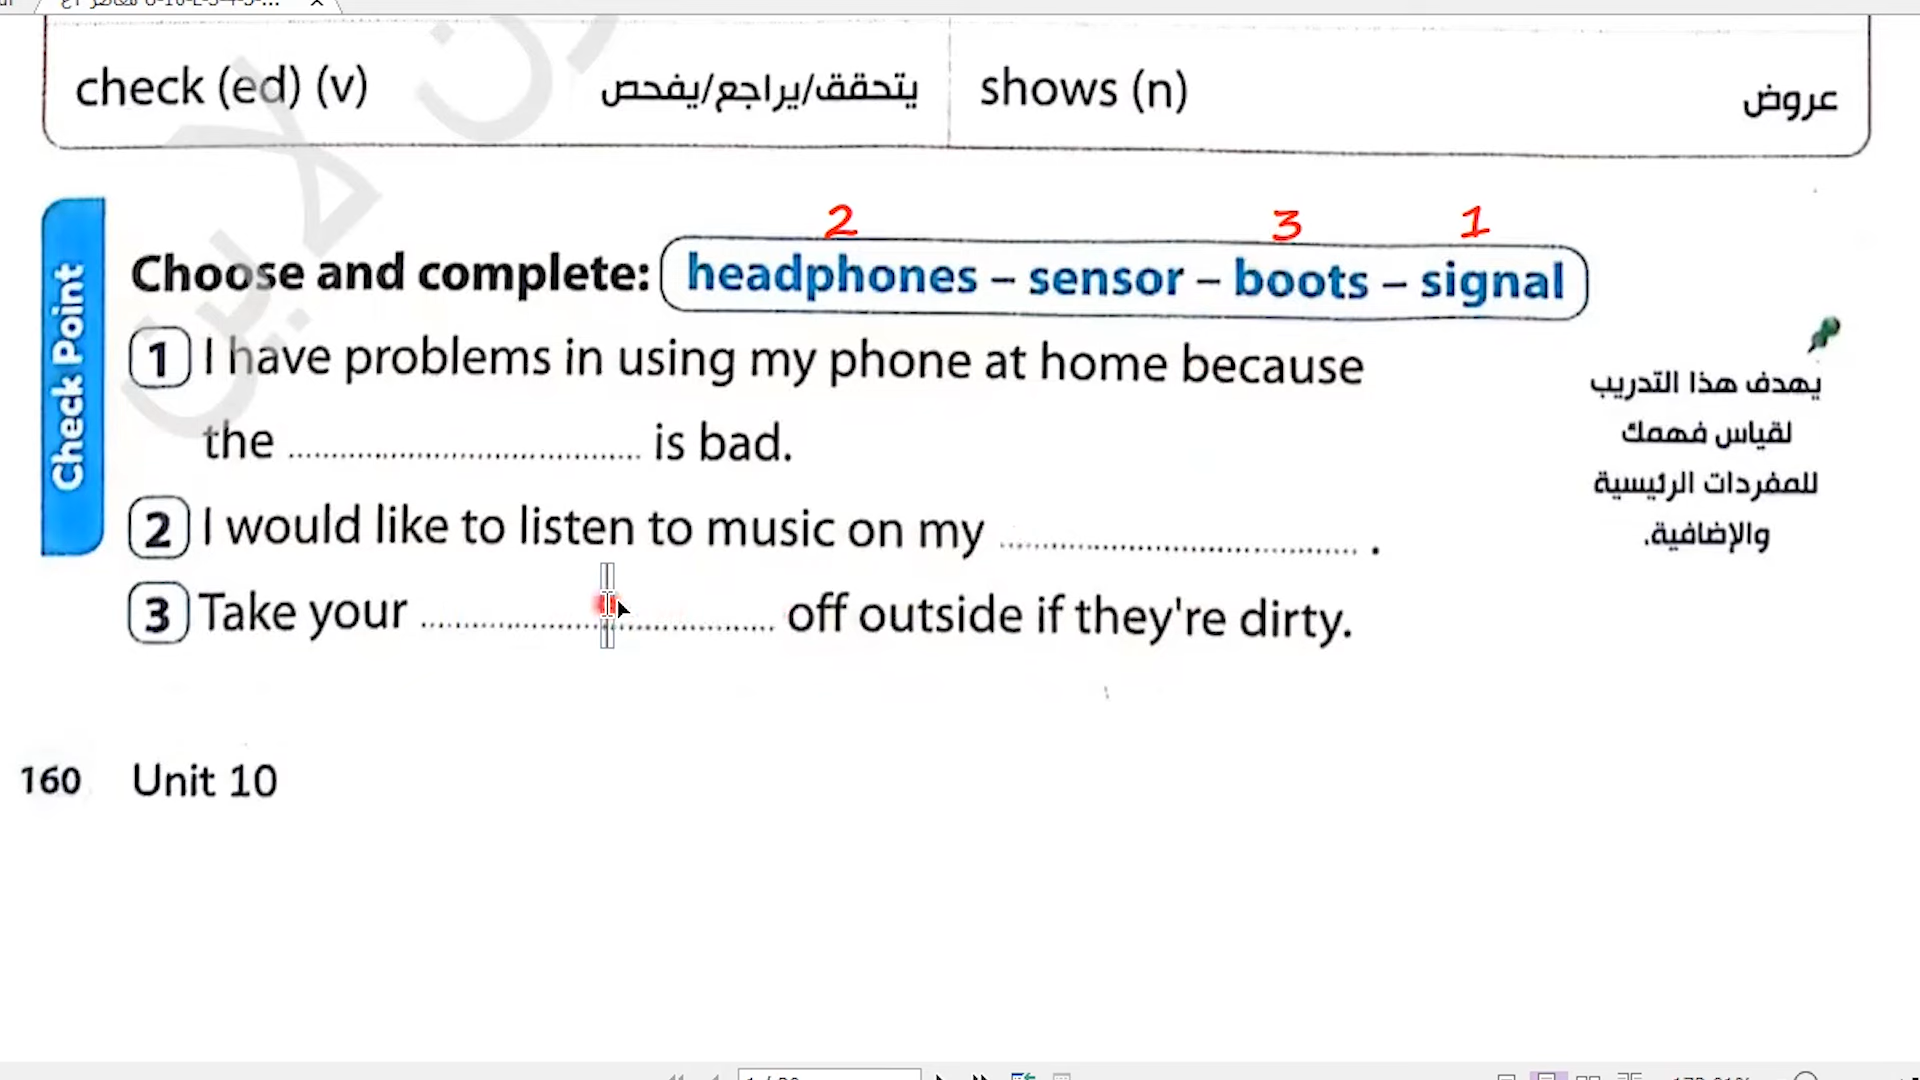 check (ed) (v) يتحقق/يراجع/يفحص shows (n) عروض
2 3 1
Choose and complete: headphones – sensor – boots – signal
Check Point
1 I have problems in using my phone at home because
the ........................................ is bad.
2 I would like to listen to music on my ........................................ .
3 Take your ........................................ off outside if they're dirty.
يهدف هذا التدريب
لقياس فهمك
للمفردات الرئيسية
والإضافية.
160 Unit 10